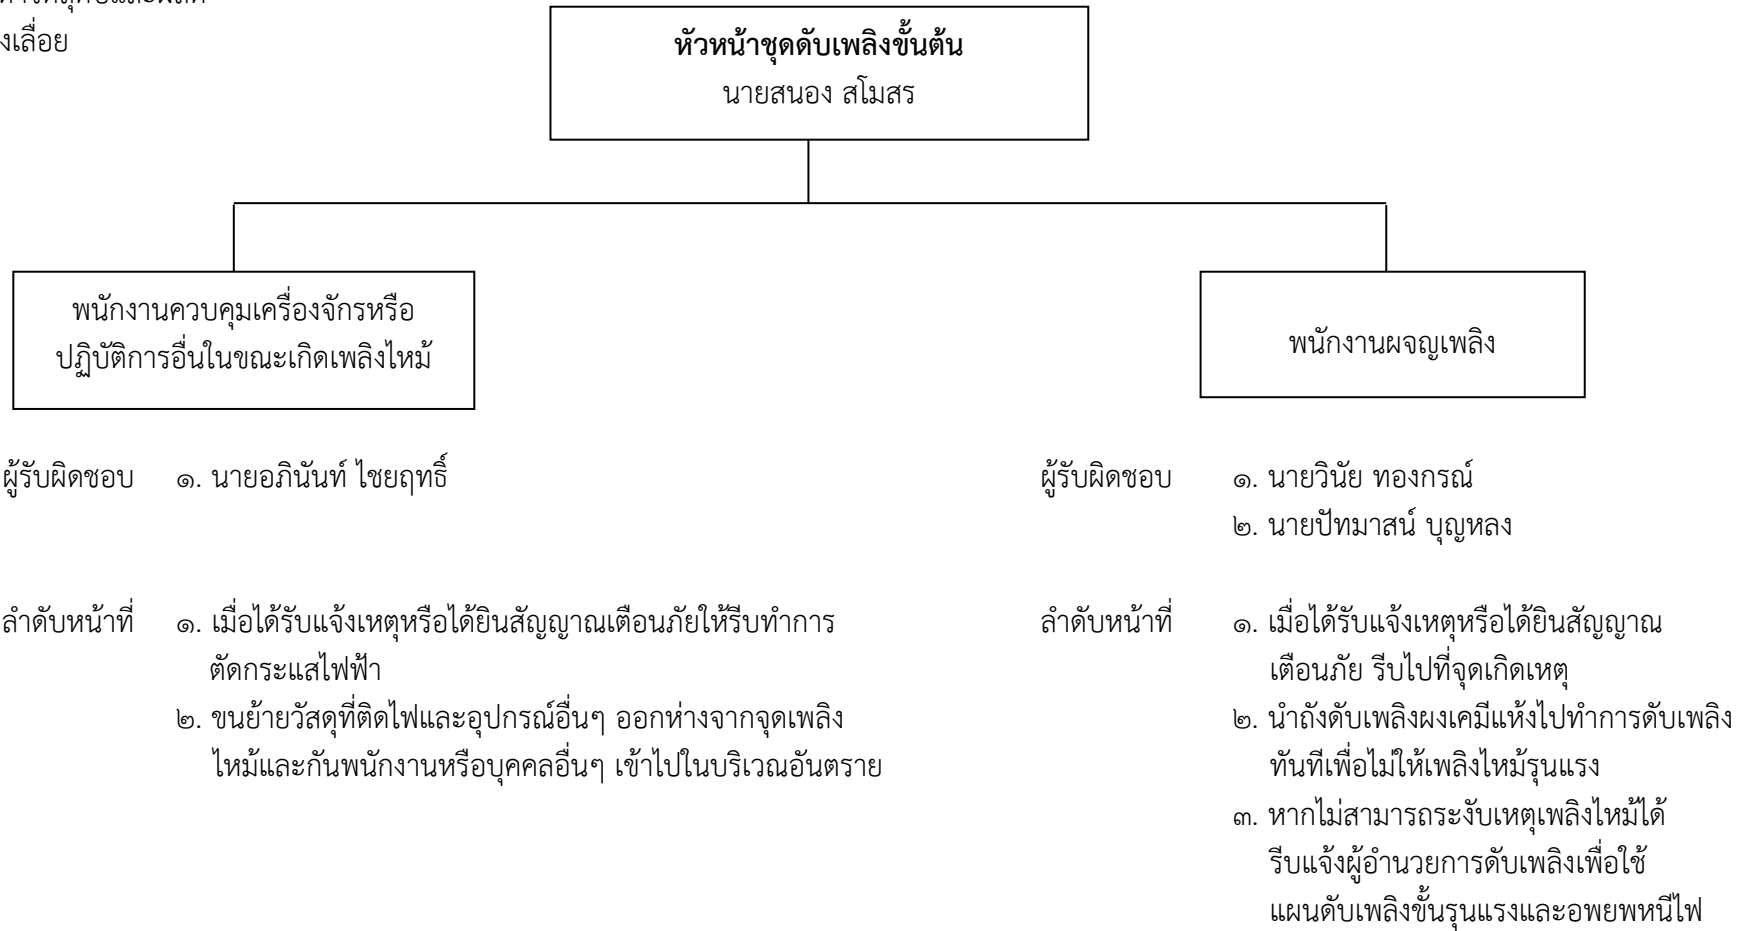 งเลื่อย
หัวหน้าชุดดับเพลิงขั้นต้น
นายสนอง สโมสร
พนักงานควบคุมเครื่องจักรหรือ
ปฏิบัติการอื่นในขณะเกิดเพลิงไหม้
พนักงานผจญเพลิง
ผู้รับผิดชอบ ๑. นายอภินันท์ ไชยฤทธิ์
ผู้รับผิดชอบ ๑. นายวินัย ทองกรณ์
๒. นายปัทมาสน์ บุญหลง
ลำดับหน้าที่ ๑. เมื่อได้รับแจ้งเหตุหรือได้ยินสัญญาณเตือนภัยให้รีบทำการ
ตัดกระแสไฟฟ้า
๒. ขนย้ายวัสดุที่ติดไฟและอุปกรณ์อื่นๆ ออกห่างจากจุดเพลิง
ไหม้และกันพนักงานหรือบุคคลอื่นๆ เข้าไปในบริเวณอันตราย
ลำดับหน้าที่ ๑. เมื่อได้รับแจ้งเหตุหรือได้ยินสัญญาณ
เตือนภัย รีบไปที่จุดเกิดเหตุ
๒. นำถังดับเพลิงผงเคมีแห้งไปทำการดับเพลิง
ทันทีเพื่อไม่ให้เพลิงไหม้รุนแรง
๓. หากไม่สามารถระงับเหตุเพลิงไหม้ได้
รีบแจ้งผู้อำนวยการดับเพลิงเพื่อใช้
แผนดับเพลิงขั้นรุนแรงและอพยพหนีไฟ